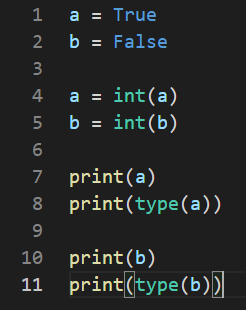 1 a = True
2 b = False
3
4 a = int(a)
5 b = int(b)
6
7 print(a)
8 print(type(a))
9
10 print(b)
11 print(type(b))